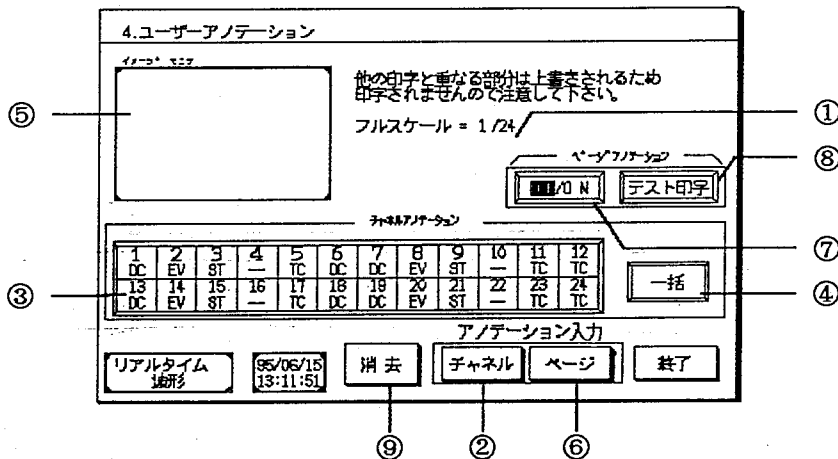 4.ユーザーアノテーション
イメージ モニタ
他の印字と重なる部分は上書きされるため
印字されませんので注意して下さい。
フルスケール = 1/24
①
⑤
⑧
ページアノテーション
/ON
テスト印字
チャネルアノテーション
⑦
1 2 3 4 5 6 7 8 9 10 11 12
DC EV ST — TC DC DC EV ST — TC TC
13 14 15 16 17 18 19 20 21 22 23 24
DC EV ST — TC DC DC EV ST — TC TC
③
一括
④
アノテーション入力
リアルタイム
波形
95/06/15
13:11:51
消去
チャネル
ページ
終了
⑨
②
⑥